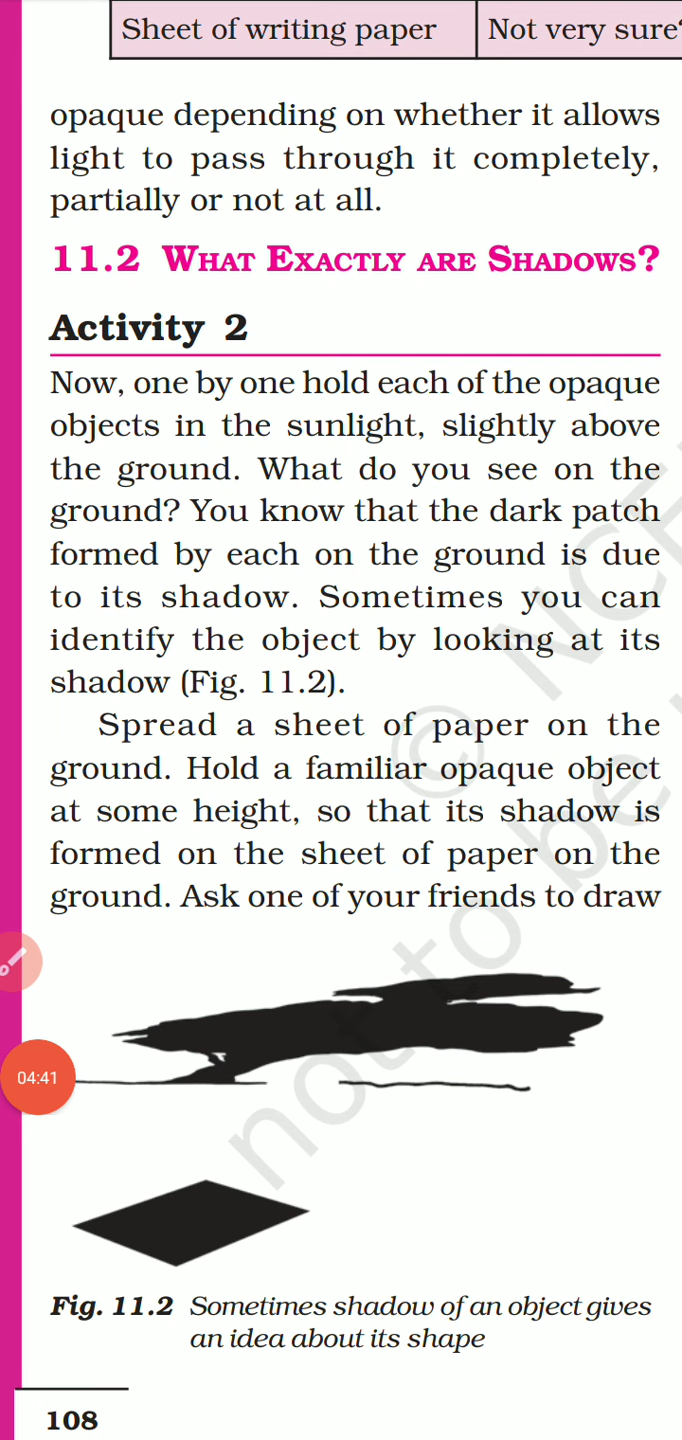 Sheet of writing paper Not very sure
opaque depending on whether it allows
light to pass through it completely,
partially or not at all.
11.2 WHAT EXACTLY ARE SHADOWS?
Activity 2
Now, one by one hold each of the opaque
objects in the sunlight, slightly above
the ground. What do you see on the
ground? You know that the dark patch
formed by each on the ground is due
to its shadow. Sometimes you can
identify the object by looking at its
shadow (Fig. 11.2).
Spread a sheet of paper on the
ground. Hold a familiar opaque object
at some height, so that its shadow is
formed on the sheet of paper on the
ground. Ask one of your friends to draw
© NCE
not to be
04:41
Fig. 11.2 Sometimes shadow of an object gives
an idea about its shape
108